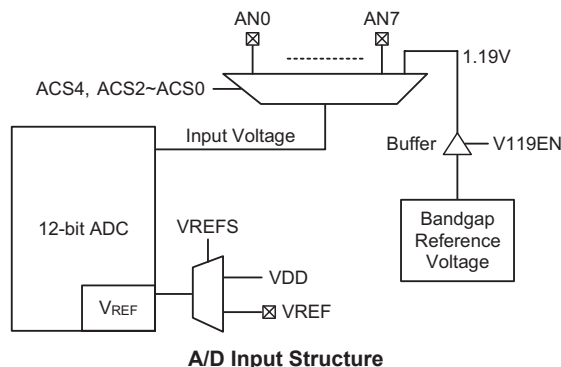 AN0 AN7
1.19V
ACS4, ACS2~ACS0
Input Voltage
Buffer V119EN
12-bit ADC
VREFS
Bandgap
Reference
Voltage
VDD
VREF
VREF
A/D Input Structure